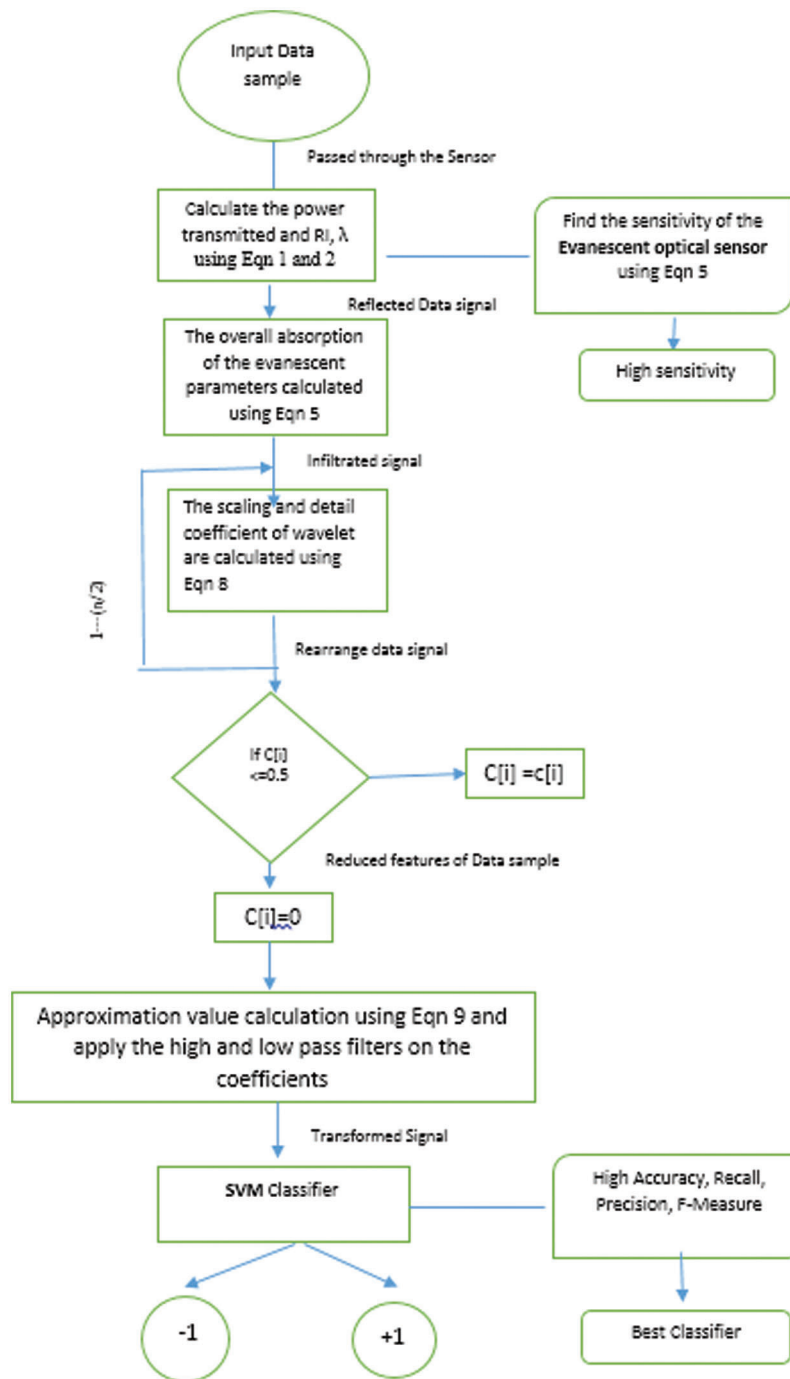 Input Data
sample
Passed through the Sensor
Calculate the power
transmitted and RI, λ
using Eqn 1 and 2
Find the sensitivity of the
Evanescent optical sensor
using Eqn 5
Reflected Data signal
The overall absorption
of the evanescent
parameters calculated
using Eqn 5
High sensitivity
Infiltrated signal
The scaling and detail
coefficient of wavelet
are calculated using
Eqn 8
1---(n/2)
Rearrange data signal
If C[i]
<=0.5
C[i] =c[i]
Reduced features of Data sample
C[i]=0
Approximation value calculation using Eqn 9 and
apply the high and low pass filters on the
coefficients
Transformed Signal
SVM Classifier
High Accuracy, Recall,
Precision, F-Measure
-1
+1
Best Classifier